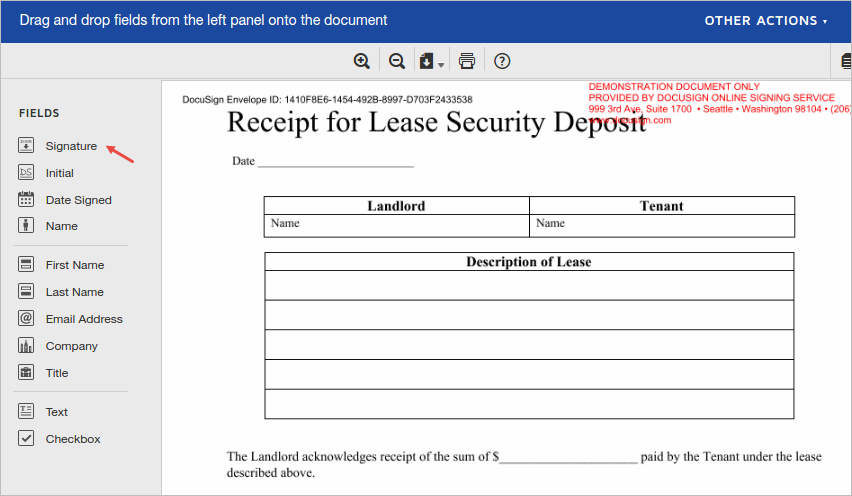 Drag and drop fields from the left panel onto the document
OTHER ACTIONS
FIELDS
Signature
Initial
Date Signed
Name
First Name
Last Name
Email Address
Company
Title
Text
Checkbox
DocuSign Envelope ID: 1410F8E6-1454-492B-8997-D703F2433538
DEMONSTRATION DOCUMENT ONLY
PROVIDED BY DOCUSIGN ONLINE SIGNING SERVICE
999 3rd Ave, Suite 1700 • Seattle • Washington 98104 • (206)
www.docusign.com
Receipt for Lease Security Deposit
Date ________________________
Landlord Tenant
Name Name
Description of Lease
The Landlord acknowledges receipt of the sum of $______________________ paid by the Tenant under the lease
described above.